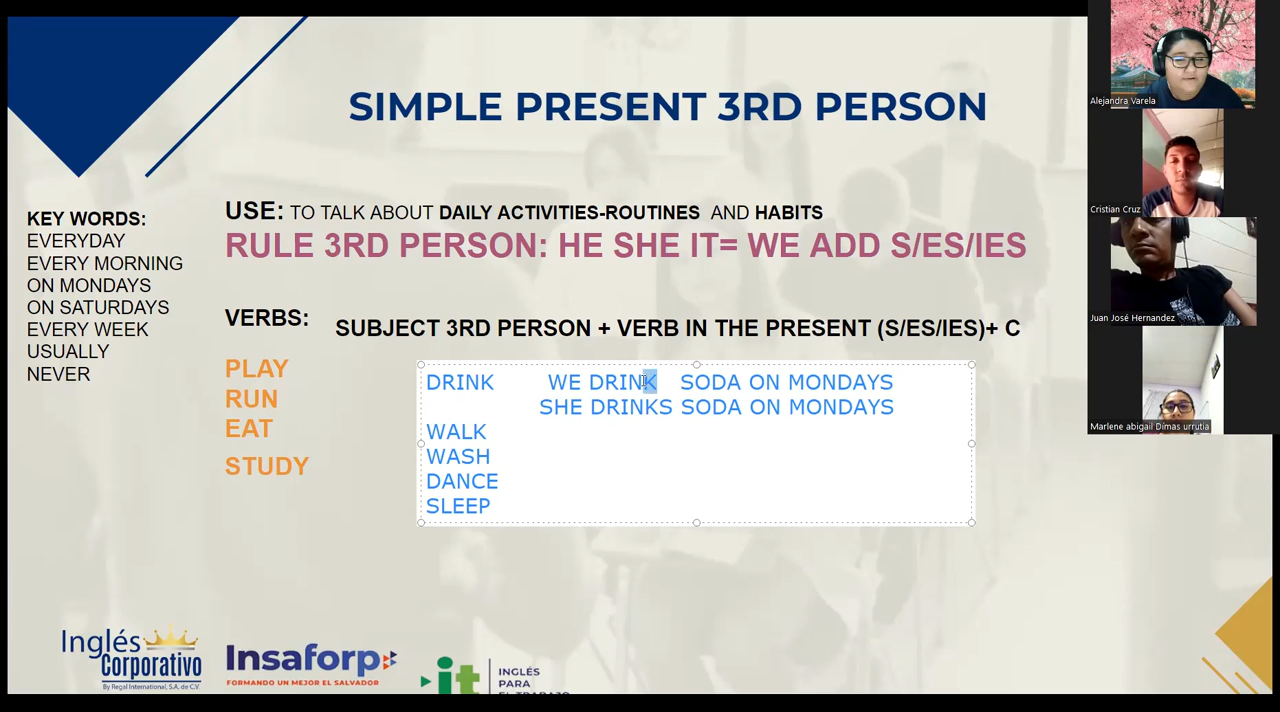 SIMPLE PRESENT 3RD PERSON
KEY WORDS:
EVERYDAY
EVERY MORNING
ON MONDAYS
ON SATURDAYS
EVERY WEEK
USUALLY
NEVER
USE: TO TALK ABOUT DAILY ACTIVITIES-ROUTINES AND HABITS
RULE 3RD PERSON: HE SHE IT= WE ADD S/ES/IES
VERBS:
SUBJECT 3RD PERSON + VERB IN THE PRESENT (S/ES/IES)+ C
PLAY
RUN
EAT
STUDY
DRINK WE DRINK SODA ON MONDAYS
SHE DRINKS SODA ON MONDAYS
WALK
WASH
DANCE
SLEEP
Inglés
Corporativo
By Regal International, S.A. de C.V.
Insaforp
FORMANDO UN MEJOR EL SALVADOR
it
INGLÉS
PARA
EL TRABAJO
Alejandra Varela
Cristian Cruz
Juan José Hernandez
Marlene abigail Dimas urrutia